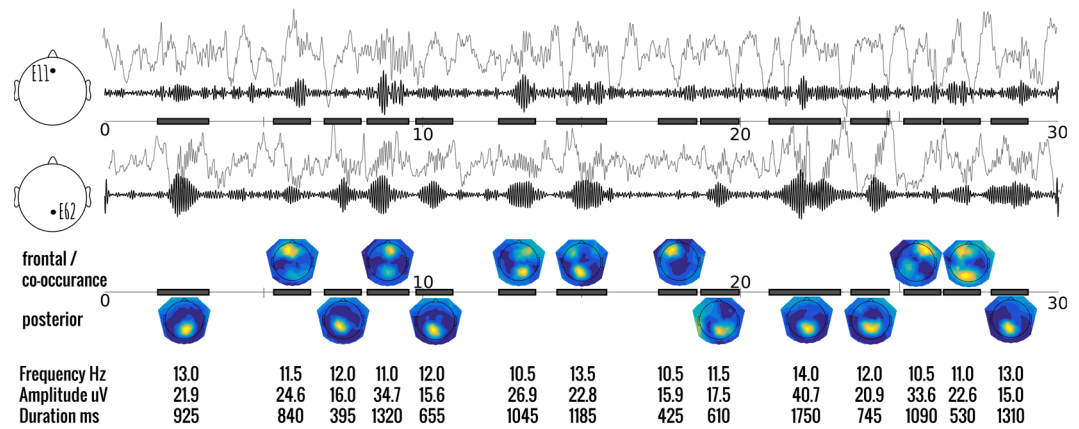 E11
0 10 20 30
E62
frontal /
co-occurance
0 10 20 30
posterior
Frequency Hz 13.0 11.5 12.0 11.0 12.0 10.5 13.5 10.5 11.5 14.0 12.0 10.5 11.0 13.0
Amplitude uV 21.9 24.6 16.0 34.7 15.6 26.9 22.8 15.9 17.5 40.7 20.9 33.6 22.6 15.0
Duration ms 925 840 395 1320 655 1045 1185 425 610 1750 745 1090 530 1310